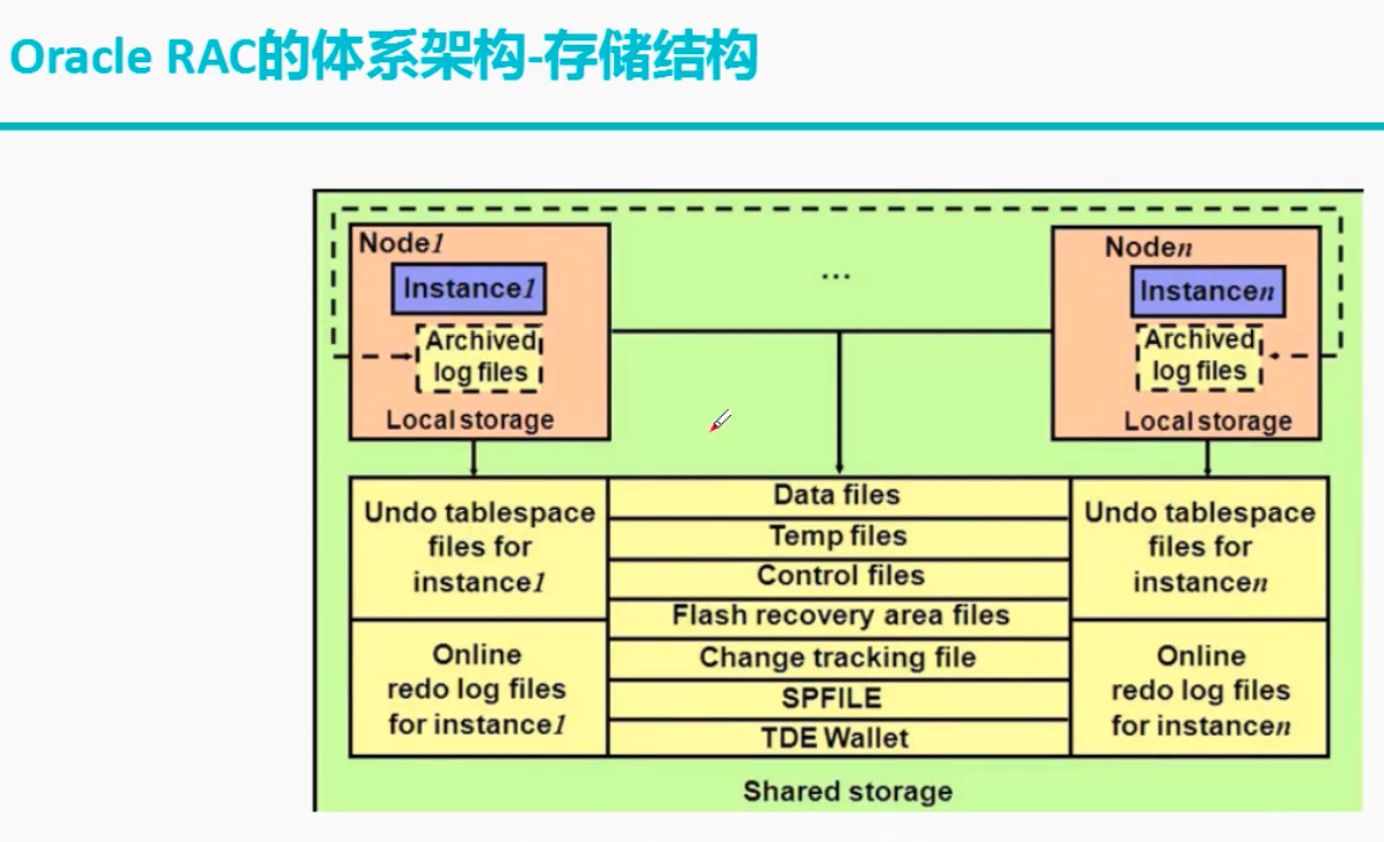 Oracle RAC的体系架构-存储结构
Node1
Instance1
Archived
log files
Local storage
...
Noden
Instancen
Archived
log files
Local storage
Undo tablespace
files for
instance1
Online
redo log files
for instance1
Data files
Temp files
Control files
Flash recovery area files
Change tracking file
SPFILE
TDE Wallet
Undo tablespace
files for
instancen
Online
redo log files
for instancen
Shared storage